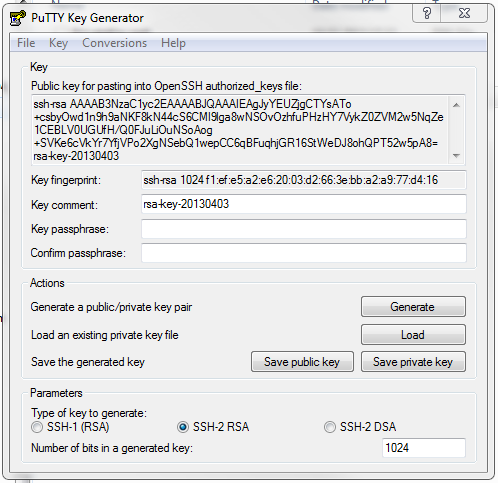 PuTTY Key Generator
File Key Conversions Help
Key
Public key for pasting into OpenSSH authorized_keys file:
ssh-rsa AAAAB3NzaC1yc2EAAAABJQAAAIEAgJyYEUZjgCTYsATo
+csbyOwd1n9h9aNKF8kN44cS6CMI9lga8wNSOvOzhfuPHzHY7VykZ0ZVM2w5NqZe
1CEBLV0UGUfH/Q0FJuLiOuNSoAog
+SVKe6cVkYr7YfjVPo2XgNSebQ1wepCC6qBFuqhjGR16StWeDJ8ohQPT52w5pA8=
rsa-key-20130403
Key fingerprint: ssh-rsa 1024 f1:ef:e5:a2:e6:20:03:d2:66:3e:bb:a2:a9:77:d4:16
Key comment: rsa-key-20130403
Key passphrase:
Confirm passphrase:
Actions
Generate a public/private key pair Generate
Load an existing private key file Load
Save the generated key Save public key Save private key
Parameters
Type of key to generate:
SSH-1 (RSA) SSH-2 RSA SSH-2 DSA
Number of bits in a generated key: 1024